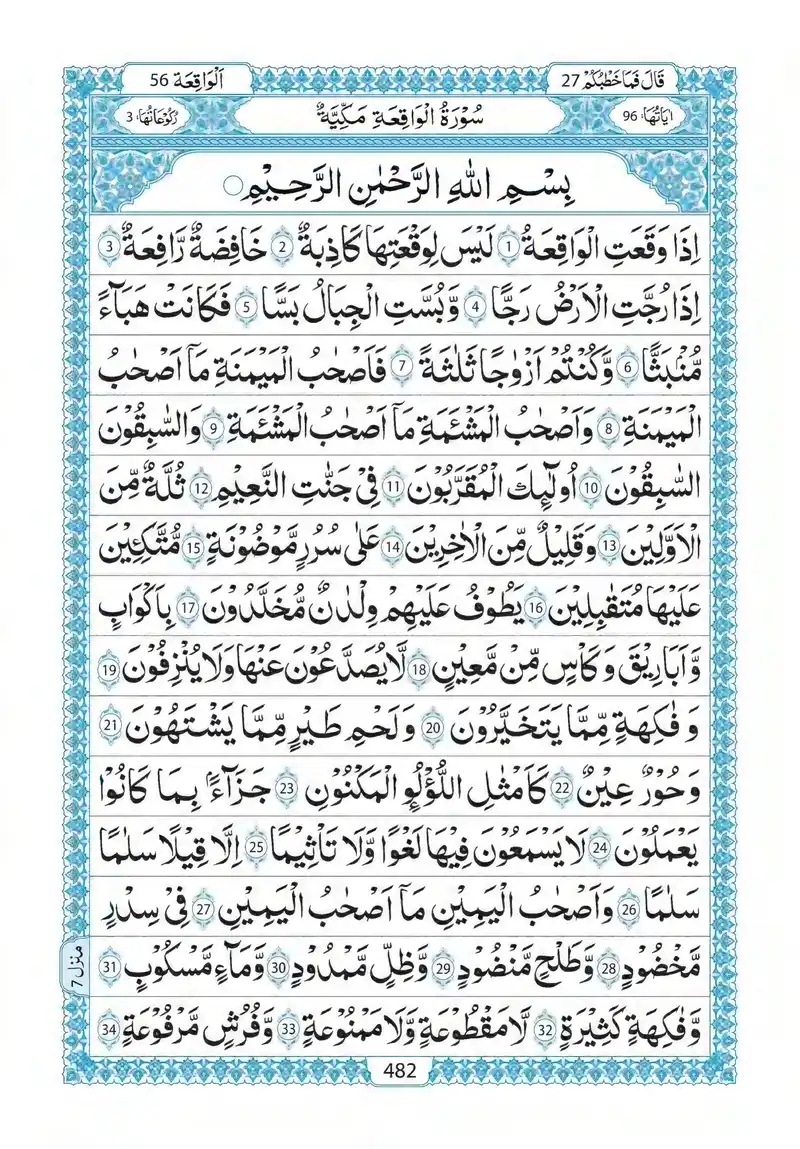 قَالَ فَمَا خَطْبُكُمْ 27
اَلْوَاقِعَة 56
اٰيَاتُهَا: 96
سُوْرَةُ الْوَاقِعَةِ مَكِّيَّةٌ
رُكُوْعَاتُهَا: 3
بِسْمِ اللّٰهِ الرَّحْمٰنِ الرَّحِيْمِ
اِذَا وَقَعَتِ الْوَاقِعَةُ 1 لَيْسَ لِوَقْعَتِهَا كَاذِبَةٌ 2 خَافِضَةٌ رَّافِعَةٌ 3
اِذَا رُجَّتِ الْاَرْضُ رَجًّا 4 وَّبُسَّتِ الْجِبَالُ بَسًّا 5 فَكَانَتْ هَبَآءً
مُّنْۢبَثًّا 6 وَّكُنْتُمْ اَزْوَاجًا ثَلٰثَةً 7 فَاَصْحٰبُ الْمَيْمَنَةِ مَآ اَصْحٰبُ
الْمَيْمَنَةِ 8 وَاَصْحٰبُ الْمَشْئَمَةِ مَآ اَصْحٰبُ الْمَشْئَمَةِ 9 وَالسّٰبِقُوْنَ
السّٰبِقُوْنَ 10 اُولٰٓئِكَ الْمُقَرَّبُوْنَ 11 فِيْ جَنّٰتِ النَّعِيْمِ 12 ثُلَّةٌ مِّنَ
الْاَوَّلِيْنَ 13 وَقَلِيْلٌ مِّنَ الْاٰخِرِيْنَ 14 عَلٰى سُرُرٍ مَّوْضُوْنَةٍ 15 مُّتَّكِـِٕيْنَ
عَلَيْهَا مُتَقٰبِلِيْنَ 16 يَطُوْفُ عَلَيْهِمْ وِلْدَانٌ مُّخَلَّدُوْنَ 17 بِاَكْوَابٍ
وَّاَبَارِيْقَ وَكَاْسٍ مِّنْ مَّعِيْنٍ 18 لَّا يُصَدَّعُوْنَ عَنْهَا وَلَا يُنْزِفُوْنَ 19
وَفَاكِهَةٍ مِّمَّا يَتَخَيَّرُوْنَ 20 وَلَحْمِ طَيْرٍ مِّمَّا يَشْتَهُوْنَ 21
وَحُوْرٌ عِيْنٌ 22 كَاَمْثَالِ اللُّؤْلُؤِ الْمَكْنُوْنِ 23 جَزَآءًۢ بِمَا كَانُوْا
يَعْمَلُوْنَ 24 لَا يَسْمَعُوْنَ فِيْهَا لَغْوًا وَّلَا تَاْثِيْمًا 25 اِلَّا قِيْلًا سَلٰمًا
سَلٰمًا 26 وَاَصْحٰبُ الْيَمِيْنِ مَآ اَصْحٰبُ الْيَمِيْنِ 27 فِيْ سِدْرٍ
مَّخْضُوْدٍ 28 وَّطَلْحٍ مَّنْضُوْدٍ 29 وَّظِلٍّ مَّمْدُوْدٍ 30 وَّمَآءٍ مَّسْكُوْبٍ 31
وَّفَاكِهَةٍ كَثِيْرَةٍ 32 لَّا مَقْطُوْعَةٍ وَّلَا مَمْنُوْعَةٍ 33 وَّفُرُشٍ مَّرْفُوْعَةٍ 34
منزل 7
482